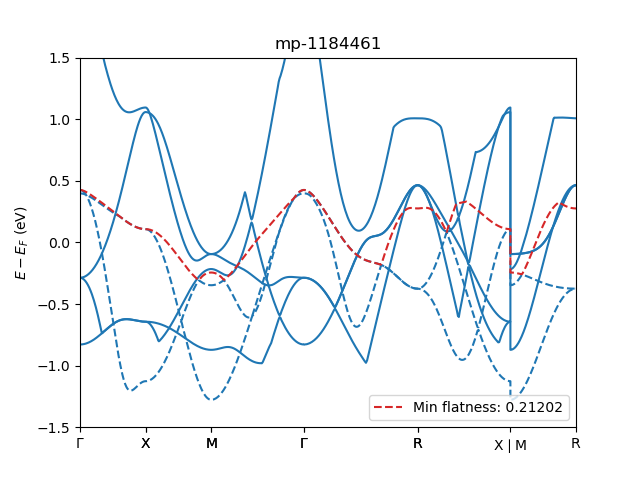 mp-1184461
E − E_F (eV)
1.5
1.0
0.5
0.0
−0.5
−1.0
−1.5
Min flatness: 0.21202
Γ X M Γ R X | M R